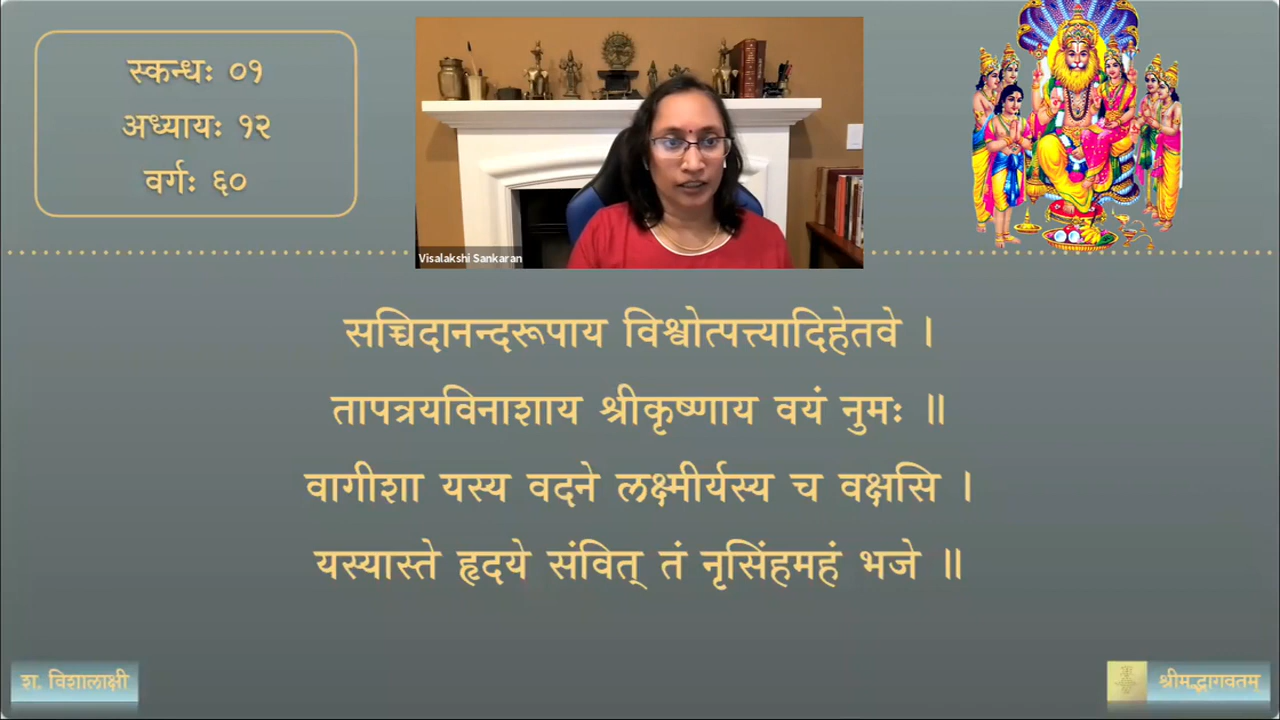 स्कन्धः ०१
अध्यायः १२
वर्गः ६०
Visalakshi Sankaran
सच्चिदानन्दरूपाय विश्वोत्पत्त्यादिहेतवे ।
तापत्रयविनाशाय श्रीकृष्णाय वयं नुमः ॥
वागीशा यस्य वदने लक्ष्मीर्यस्य च वक्षसि ।
यस्यास्ते हृदये संवित् तं नृसिंहमहं भजे ॥
श. विशालाक्षी
श्रीमद्भागवतम्